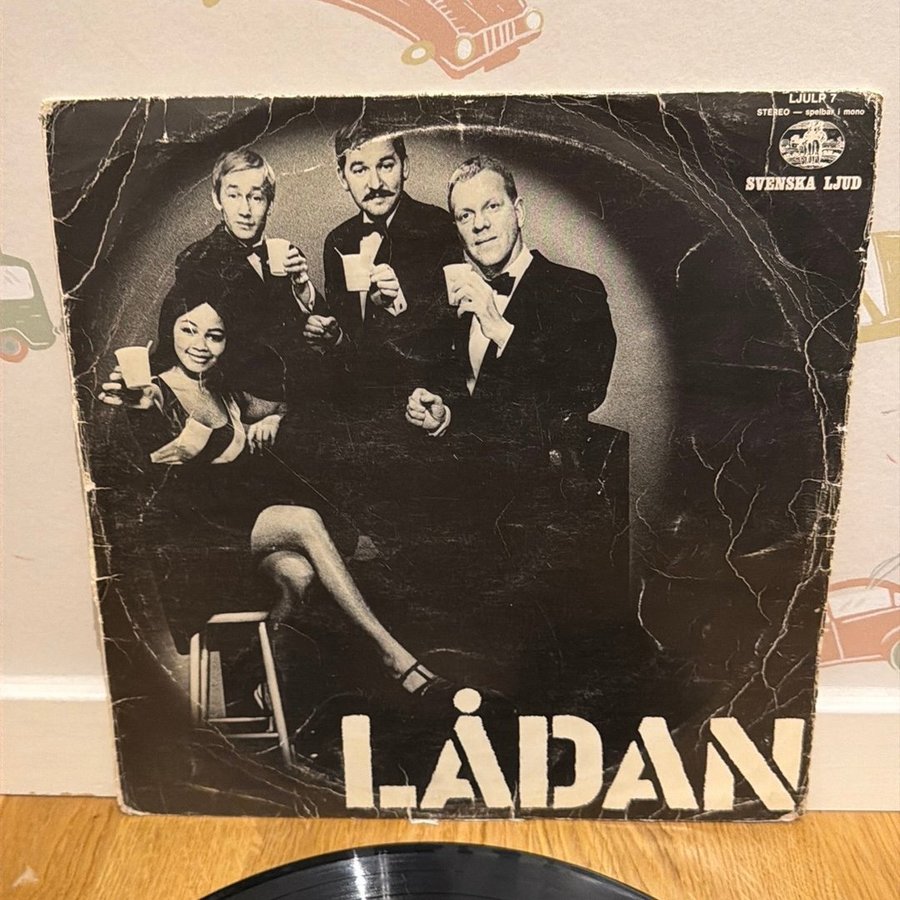 LJULP 7
STEREO — spelbar i mono
SVENSKA LJUD
LÅDAN